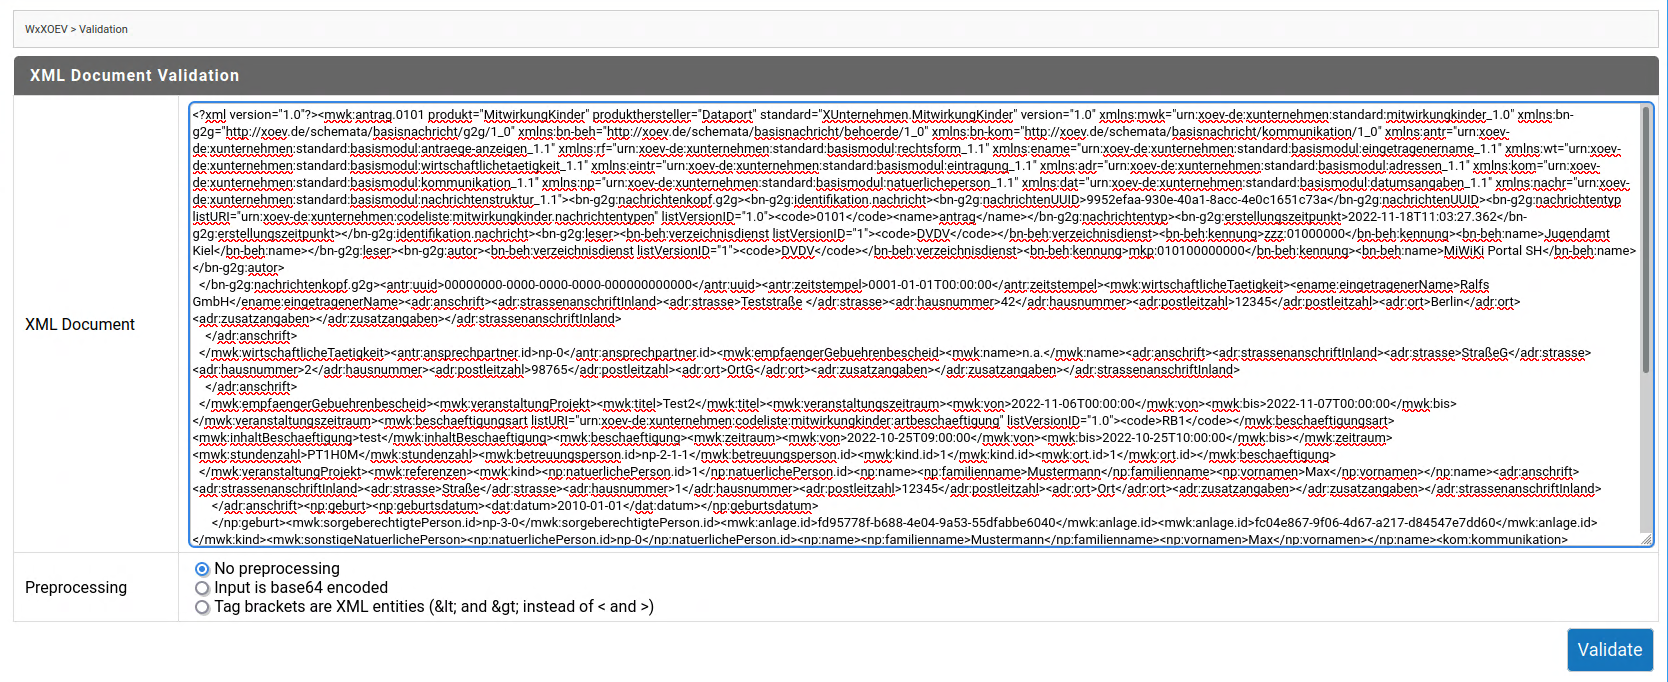 WxXOEV > Validation
XML Document Validation
XML Document
<?xml version="1.0"?><mwk:antrag.0101 produkt="MitwirkungKinder" produkthersteller="Dataport" standard="XUnternehmen.MitwirkungKinder" version="1.0" xmlns:mwk="urn:xoev-de:xunternehmen:standard:mitwirkungkinder_1.0" xmlns:bn-
g2g="http://xoev.de/schemata/basisnachricht/g2g/1_0" xmlns:bn-beh="http://xoev.de/schemata/basisnachricht/behoerde/1_0" xmlns:bn-kom="http://xoev.de/schemata/basisnachricht/kommunikation/1_0" xmlns:antr="urn:xoev-
de:xunternehmen:standard:basismodul:antraege-anzeigen_1.1" xmlns:rf="urn:xoev-de:xunternehmen:standard:basismodul:rechtsform_1.1" xmlns:ename="urn:xoev-de:xunternehmen:standard:basismodul:eingetragenername_1.1" xmlns:wt="urn:xoev-
de:xunternehmen:standard:basismodul:wirtschaftlichetaetigkeit_1.1" xmlns:eintr="urn:xoev-de:xunternehmen:standard:basismodul:eintragung_1.1" xmlns:adr="urn:xoev-de:xunternehmen:standard:basismodul:adressen_1.1" xmlns:kom="urn:xoev-
de:xunternehmen:standard:basismodul:kommunikation_1.1" xmlns:np="urn:xoev-de:xunternehmen:standard:basismodul:natuerlicheperson_1.1" xmlns:dat="urn:xoev-de:xunternehmen:standard:basismodul:datumsangaben_1.1" xmlns:nachr="urn:xoev-
de:xunternehmen:standard:basismodul:nachrichtenstruktur_1.1"><bn-g2g:nachrichtenkopf.g2g><bn-g2g:identifikation.nachricht><bn-g2g:nachrichtenUUID>9952efaa-930e-40a1-8acc-4e0c1651c73a</bn-g2g:nachrichtenUUID><bn-g2g:nachrichtentyp
listURI="urn:xoev-de:xunternehmen:codeliste:mitwirkungkinder.nachrichtentypen" listVersionID="1.0"><code>0101</code><name>antrag</name></bn-g2g:nachrichtentyp><bn-g2g:erstellungszeitpunkt>2022-11-18T11:03:27.362</bn-
g2g:erstellungszeitpunkt></bn-g2g:identifikation.nachricht><bn-g2g:leser><bn-beh:verzeichnisdienst listVersionID="1"><code>DVDV</code></bn-beh:verzeichnisdienst><bn-beh:kennung>zzz:01000000</bn-beh:kennung><bn-beh:name>Jugendamt
Kiel</bn-beh:name></bn-g2g:leser><bn-g2g:autor><bn-beh:verzeichnisdienst listVersionID="1"><code>DVDV</code></bn-beh:verzeichnisdienst><bn-beh:kennung>mkp:010100000000</bn-beh:kennung><bn-beh:name>MiWiKi Portal SH</bn-beh:name>
</bn-g2g:autor>
</bn-g2g:nachrichtenkopf.g2g><antr:uuid>00000000-0000-0000-0000-000000000000</antr:uuid><antr:zeitstempel>0001-01-01T00:00:00</antr:zeitstempel><mwk:wirtschaftlicheTaetigkeit><ename:eingetragenerName>Ralfs
GmbH</ename:eingetragenerName><adr:anschrift><adr:strassenanschriftInland><adr:strasse>Teststraße </adr:strasse><adr:hausnummer>42</adr:hausnummer><adr:postleitzahl>12345</adr:postleitzahl><adr:ort>Berlin</adr:ort>
<adr:zusatzangaben></adr:zusatzangaben></adr:strassenanschriftInland>
</adr:anschrift>
</mwk:wirtschaftlicheTaetigkeit><antr:ansprechpartner.id>np-0</antr:ansprechpartner.id><mwk:empfaengerGebuehrenbescheid><mwk:name>n.a.</mwk:name><adr:anschrift><adr:strassenanschriftInland><adr:strasse>StraßeG</adr:strasse>
<adr:hausnummer>2</adr:hausnummer><adr:postleitzahl>98765</adr:postleitzahl><adr:ort>OrtG</adr:ort><adr:zusatzangaben></adr:zusatzangaben></adr:strassenanschriftInland>
</adr:anschrift>
</mwk:empfaengerGebuehrenbescheid><mwk:veranstaltungProjekt><mwk:titel>Test2</mwk:titel><mwk:veranstaltungszeitraum><mwk:von>2022-11-06T00:00:00</mwk:von><mwk:bis>2022-11-07T00:00:00</mwk:bis>
</mwk:veranstaltungszeitraum><mwk:beschaeftigungsart listURI="urn:xoev-de:xunternehmen:codeliste:mitwirkungkinder:artbeschaeftigung" listVersionID="1.0"><code>RB1</code></mwk:beschaeftigungsart>
<mwk:inhaltBeschaeftigung>test</mwk:inhaltBeschaeftigung><mwk:beschaeftigung><mwk:zeitraum><mwk:von>2022-10-25T09:00:00</mwk:von><mwk:bis>2022-10-25T10:00:00</mwk:bis></mwk:zeitraum>
<mwk:stundenzahl>PT1H0M</mwk:stundenzahl><mwk:betreuungsperson.id>np-2-1-1</mwk:betreuungsperson.id><mwk:kind.id>1</mwk:kind.id><mwk:ort.id>1</mwk:ort.id></mwk:beschaeftigung>
</mwk:veranstaltungProjekt><mwk:referenzen><mwk:kind><np:natuerlichePerson.id>1</np:natuerlichePerson.id><np:name><np:familienname>Mustermann</np:familienname><np:vornamen>Max</np:vornamen></np:name><adr:anschrift>
<adr:strassenanschriftInland><adr:strasse>Straße</adr:strasse><adr:hausnummer>1</adr:hausnummer><adr:postleitzahl>12345</adr:postleitzahl><adr:ort>Ort</adr:ort><adr:zusatzangaben></adr:zusatzangaben></adr:strassenanschriftInland>
</adr:anschrift><np:geburt><np:geburtsdatum><dat:datum>2010-01-01</dat:datum></np:geburtsdatum>
</np:geburt><mwk:sorgeberechtigtePerson.id>np-3-0</mwk:sorgeberechtigtePerson.id><mwk:anlage.id>fd95778f-b688-4e04-9a53-55dfabbe6040</mwk:anlage.id><mwk:anlage.id>fc04e867-9f06-4d67-a217-d84547e7dd60</mwk:anlage.id>
</mwk:kind><mwk:sonstigeNatuerlichePerson><np:natuerlichePerson.id>np-0</np:natuerlichePerson.id><np:name><np:familienname>Mustermann</np:familienname><np:vornamen>Max</np:vornamen></np:name><kom:kommunikation>
Preprocessing
No preprocessing
Input is base64 encoded
Tag brackets are XML entities (&lt; and &gt; instead of < and >)
Validate